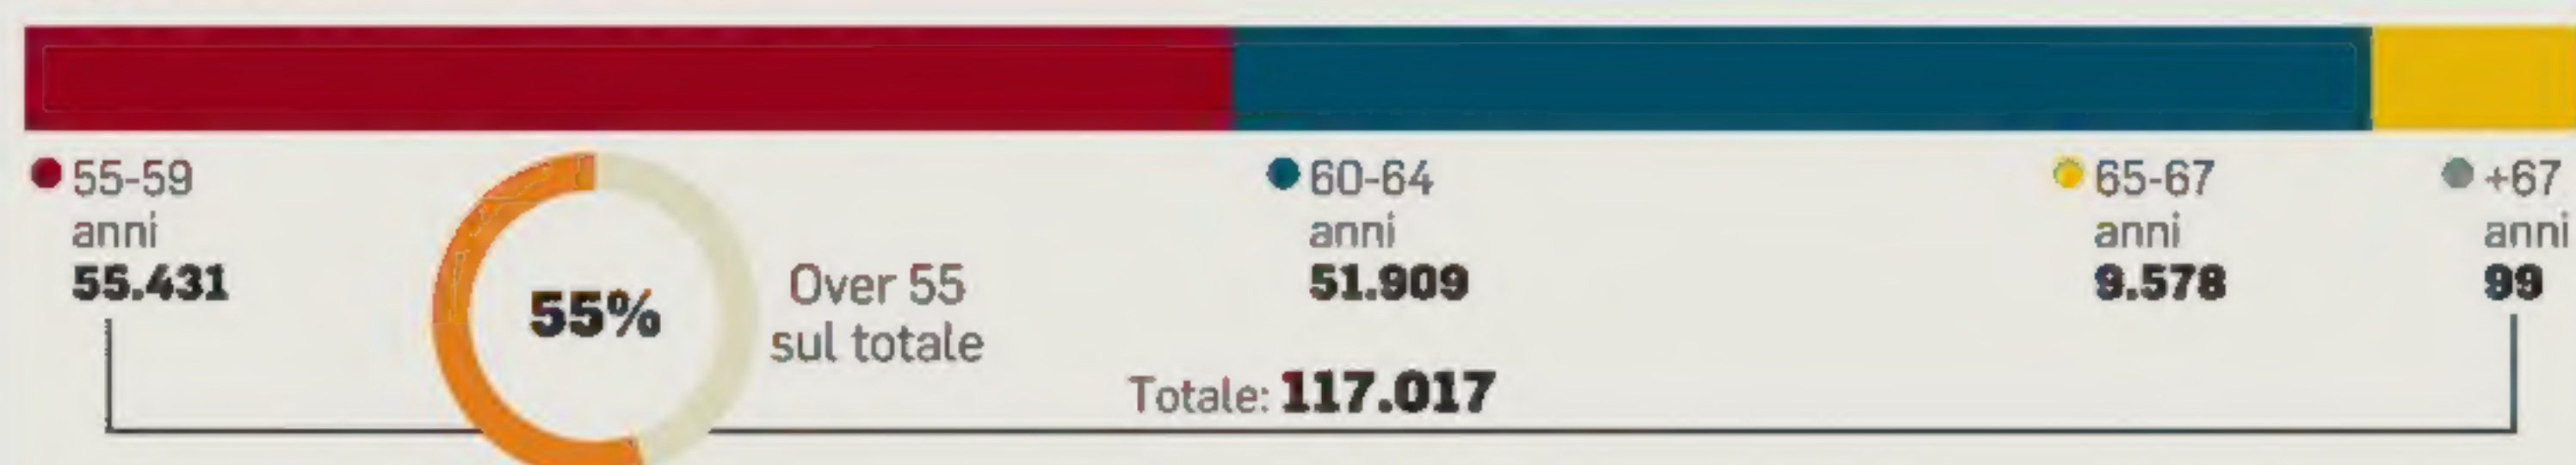 55-59
anni
55.431
55%
Over 55
sul totale
60-64
anni
51.909
Totale: 117.017
65-67
anni
9.578
+67
anni
99